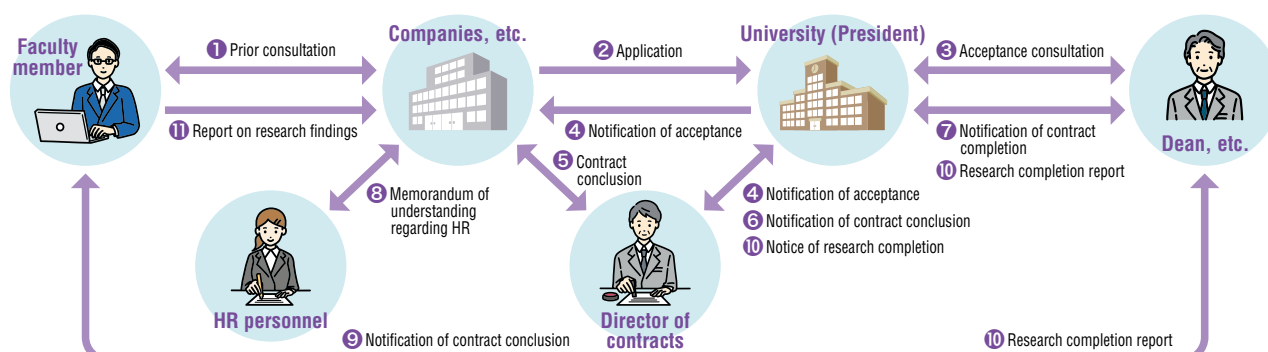 Faculty
member
❶ Prior consultation
⓫ Report on research findings
Companies, etc.
❷ Application
❹ Notification of acceptance
❺ Contract
conclusion
University (President)
❸ Acceptance consultation
❼ Notification of contract
completion
❿ Research completion report
Dean, etc.
❽ Memorandum of
understanding
regarding HR
❹ Notification of acceptance
❻ Notification of contract conclusion
❿ Notice of research completion
HR personnel
Director of
contracts
❾ Notification of contract conclusion
❿ Research completion report